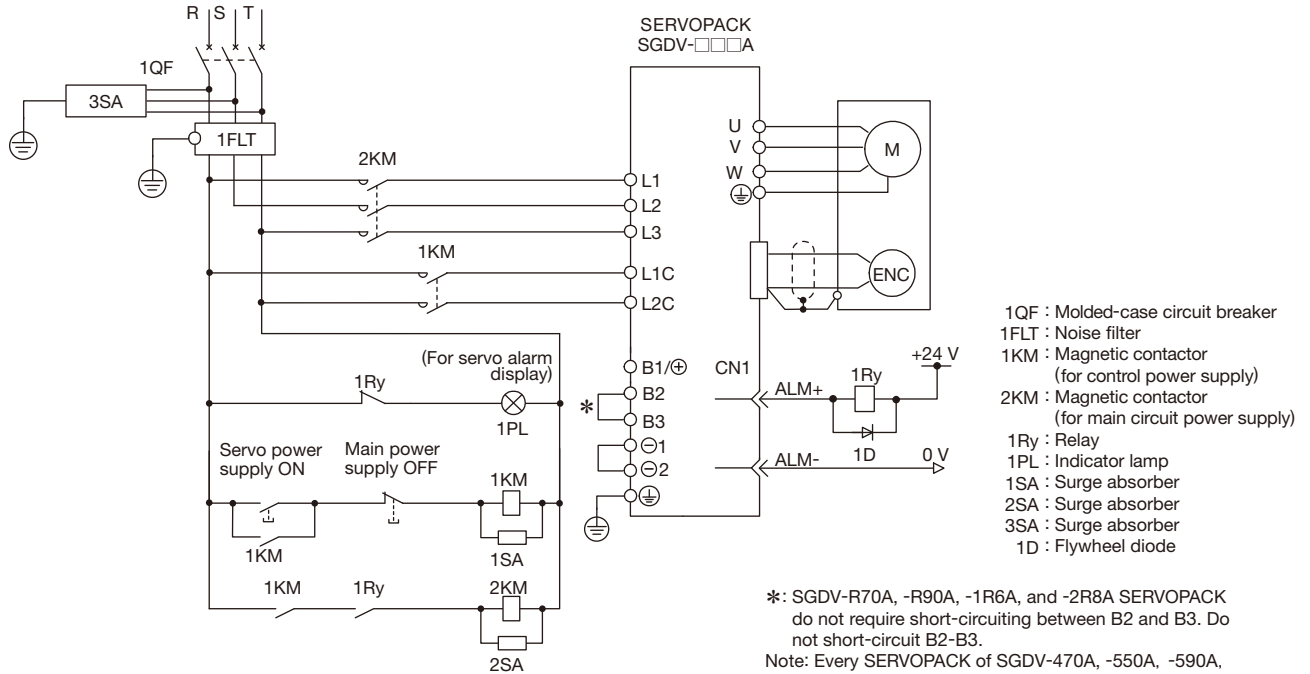 R S T
1QF
3SA
1FLT
SERVOPACK
SGDV-□□□A
2KM
L1
L2
L3
1KM
L1C
L2C
U
V
W
M
ENC
(For servo alarm
display)
1Ry
1PL
B1/⊕
B2
B3
*
⊖1
⊖2
CN1
ALM+
1Ry
+24 V
1D
ALM-
0 V
Servo power
supply ON
Main power
supply OFF
1KM
1KM
1SA
1KM
1Ry
2KM
2SA
1QF : Molded-case circuit breaker
1FLT : Noise filter
1KM : Magnetic contactor
(for control power supply)
2KM : Magnetic contactor
(for main circuit power supply)
1Ry : Relay
1PL : Indicator lamp
1SA : Surge absorber
2SA : Surge absorber
3SA : Surge absorber
1D : Flywheel diode
*: SGDV-R70A, -R90A, -1R6A, and -2R8A SERVOPACK
do not require short-circuiting between B2 and B3. Do
not short-circuit B2-B3.
Note: Every SERVOPACK of SGDV-470A, -550A, -590A,